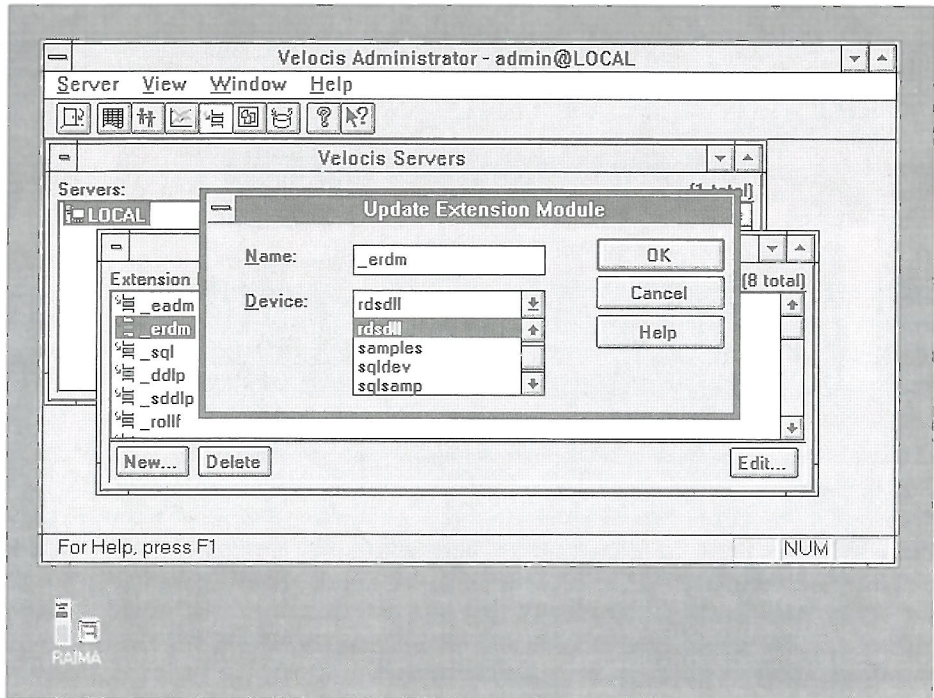 Velocis Administrator - admin@LOCAL
Server View Window Help
Velocis Servers
Servers:
LOCAL
Update Extension Module
Name:
_erdm
Device:
rdsdll
rdsdll
samples
sqldev
sqlsamp
OK
Cancel
Help
Extension
(8 total)
_eadm
_erdm
_sql
_ddlp
_sddlp
_rollf
New...
Delete
Edit...
For Help, press F1
NUM
RAIMA